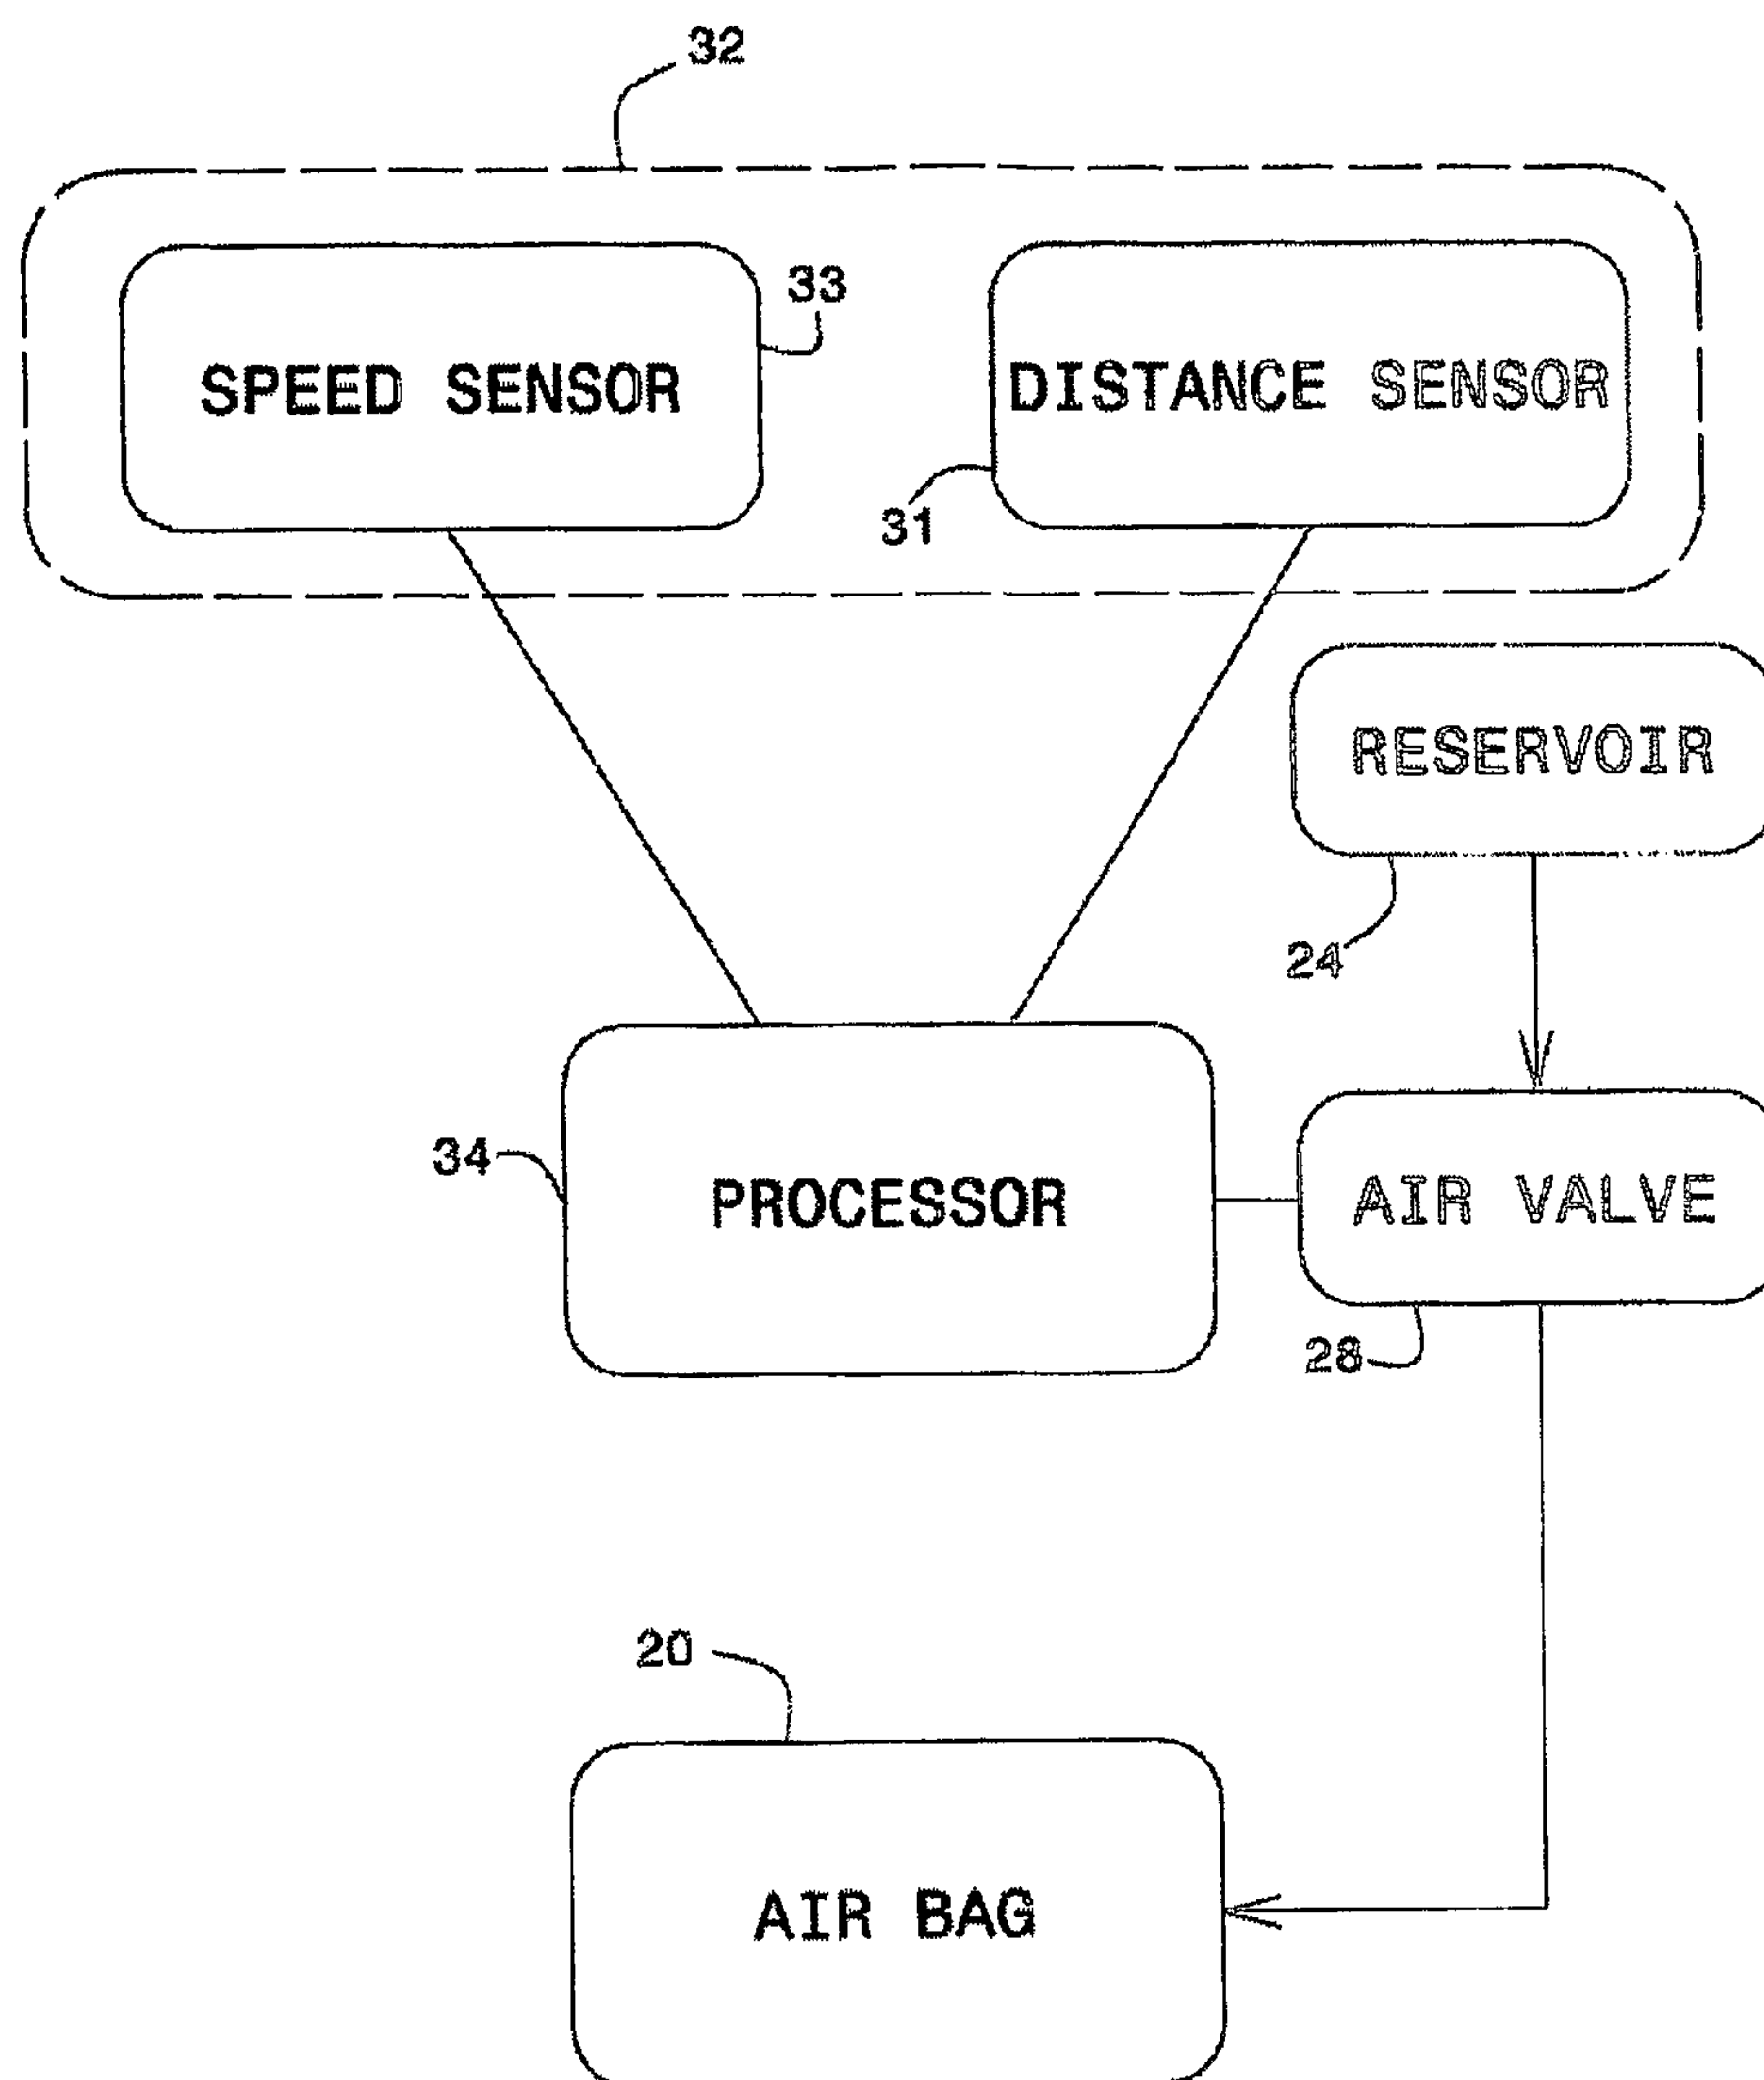 32
33
SPEED SENSOR
DISTANCE SENSOR
31
RESERVOIR
24
34
PROCESSOR
AIR VALVE
28
20
AIR BAG